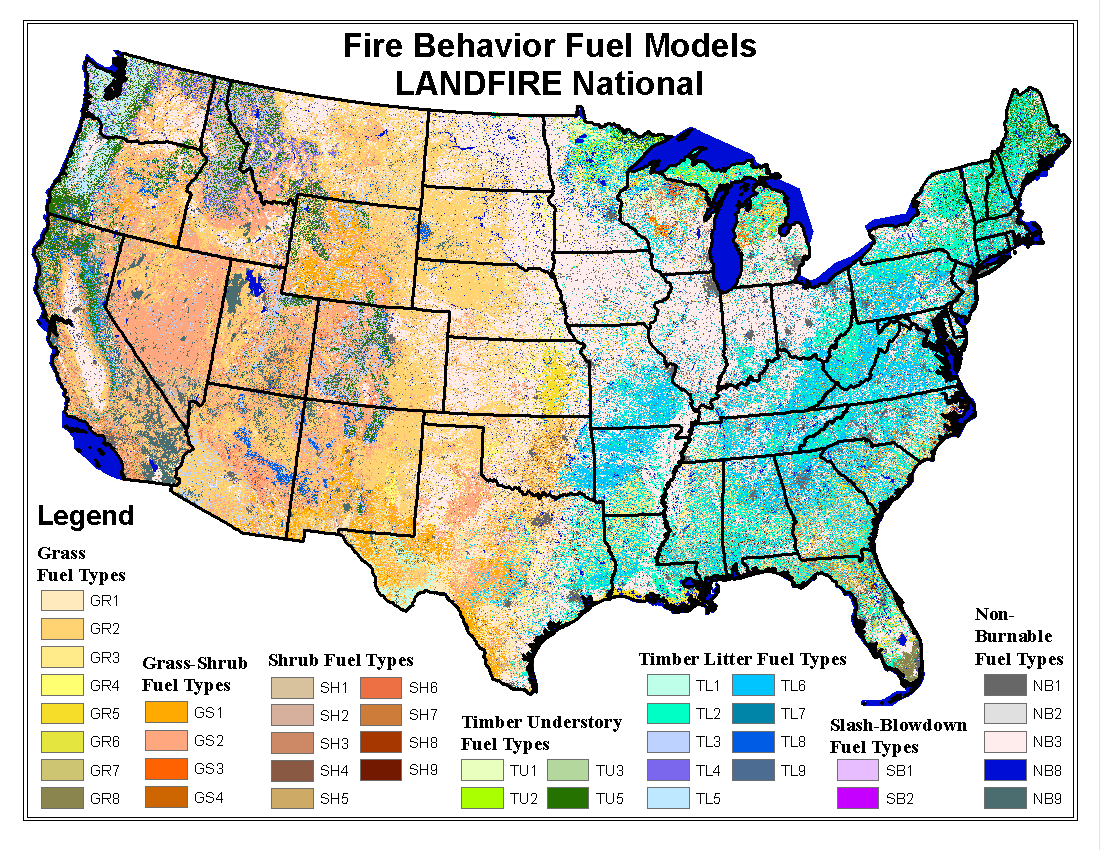 Fire Behavior Fuel Models
LANDFIRE National
Legend
Grass
Fuel Types
GR1
GR2
GR3
GR4
GR5
GR6
GR7
GR8
Grass-Shrub
Fuel Types
GS1
GS2
GS3
GS4
Shrub Fuel Types
SH1
SH2
SH3
SH4
SH5
SH6
SH7
SH8
SH9
Timber Understory
Fuel Types
TU1
TU2
TU3
TU5
Timber Litter Fuel Types
TL1
TL2
TL3
TL4
TL5
TL6
TL7
TL8
TL9
Slash-Blowdown
Fuel Types
SB1
SB2
Non-
Burnable
Fuel Types
NB1
NB2
NB3
NB8
NB9